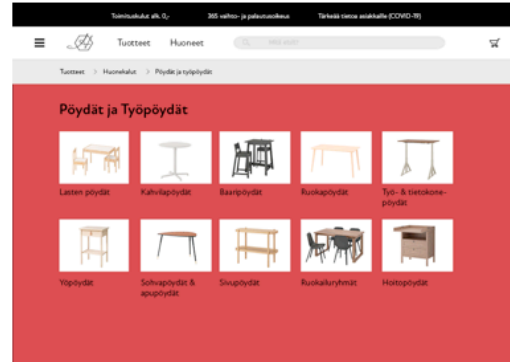 Toimituskulut alk. 0,-
365 vaihto- ja palautusoikeus
Tärkeää tietoa asiakkaille (COVID-19)
Tuotteet
Huoneet
Tuotteet > Huonekalut > Pöydät ja työpöydät
Pöydät ja Työpöydät
Lasten pöydät
Kahvilapöydät
Baaripöydät
Ruokapöydät
Työ- & tietokone-
pöydät
Yöpöydät
Sohvapöydät &
apupöydät
Sivupöydät
Ruokailuryhmät
Hoitopöydät